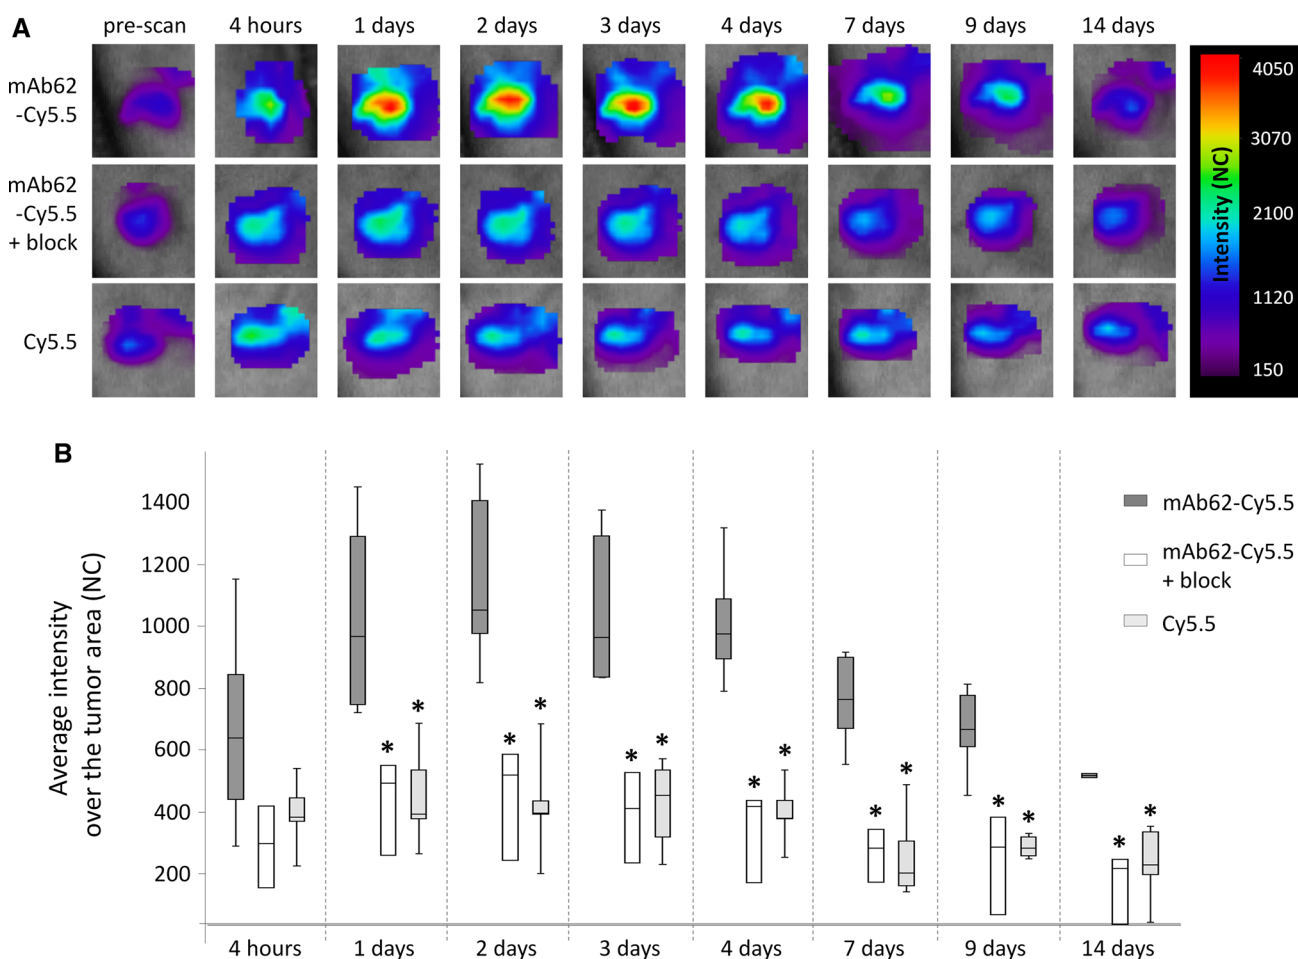 A
pre-scan 4 hours 1 days 2 days 3 days 4 days 7 days 9 days 14 days
mAb62
-Cy5.5
mAb62
-Cy5.5
+ block
Cy5.5
Intensity (NC)
4050
3070
2100
1120
150
B
Average intensity
over the tumor area (NC)
1400
1200
1000
800
600
400
200
* * * * * * * * * * * * * *
4 hours 1 days 2 days 3 days 4 days 7 days 9 days 14 days
mAb62-Cy5.5
mAb62-Cy5.5
+ block
Cy5.5